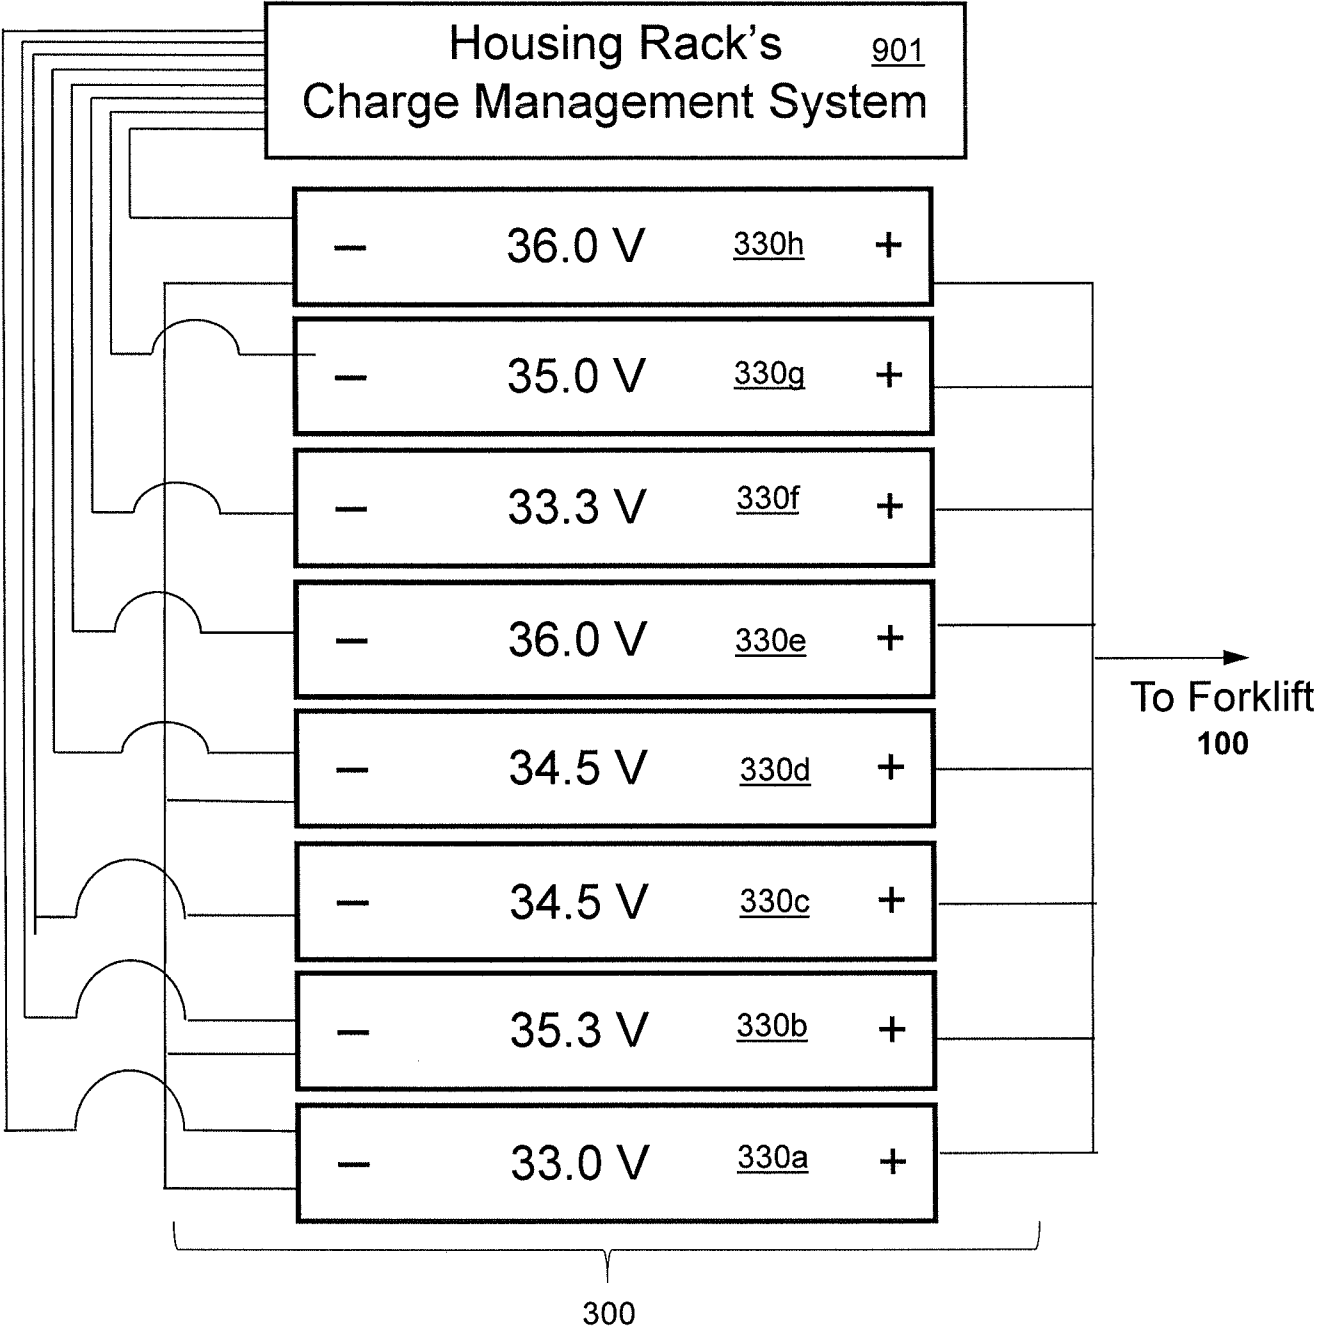 Housing Rack's 901
Charge Management System
− 36.0 V 330h +
− 35.0 V 330g +
− 33.3 V 330f +
− 36.0 V 330e +
To Forklift
100
− 34.5 V 330d +
− 34.5 V 330c +
− 35.3 V 330b +
− 33.0 V 330a +
300